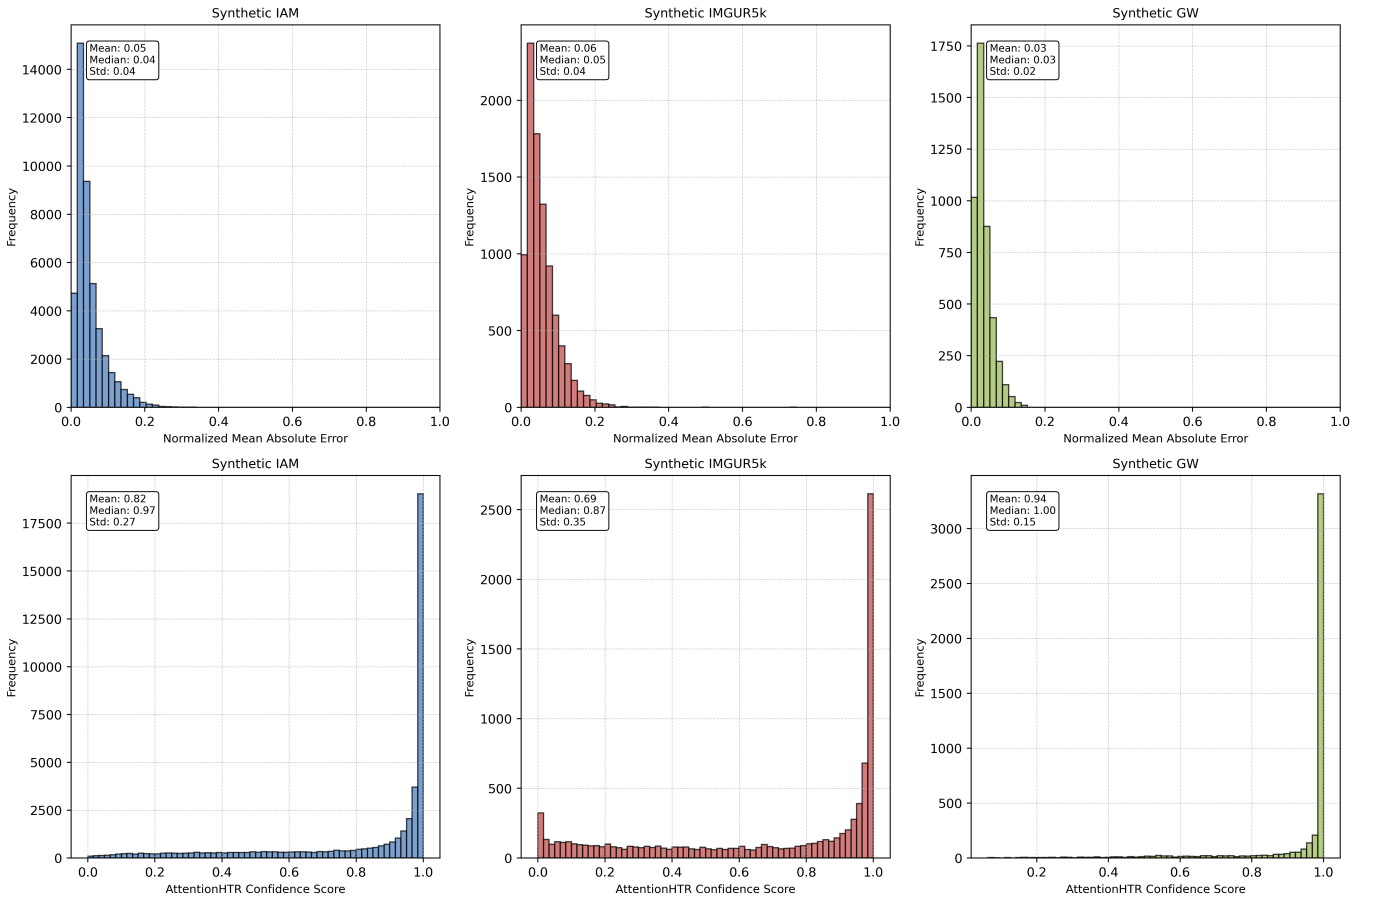 Synthetic IAM
Mean: 0.05
Median: 0.04
Std: 0.04
14000
12000
10000
8000
6000
4000
2000
0
Frequency
0.0 0.2 0.4 0.6 0.8 1.0
Normalized Mean Absolute Error
Synthetic IMGUR5k
Mean: 0.06
Median: 0.05
Std: 0.04
2000
1500
1000
500
0
Frequency
0.0 0.2 0.4 0.6 0.8 1.0
Normalized Mean Absolute Error
Synthetic GW
Mean: 0.03
Median: 0.03
Std: 0.02
1750
1500
1250
1000
750
500
250
0
Frequency
0.0 0.2 0.4 0.6 0.8 1.0
Normalized Mean Absolute Error
Synthetic IAM
Mean: 0.82
Median: 0.97
Std: 0.27
17500
15000
12500
10000
7500
5000
2500
0
Frequency
0.0 0.2 0.4 0.6 0.8 1.0
AttentionHTR Confidence Score
Synthetic IMGUR5k
Mean: 0.69
Median: 0.87
Std: 0.35
2500
2000
1500
1000
500
0
Frequency
0.0 0.2 0.4 0.6 0.8 1.0
AttentionHTR Confidence Score
Synthetic GW
Mean: 0.94
Median: 1.00
Std: 0.15
3000
2500
2000
1500
1000
500
0
Frequency
0.2 0.4 0.6 0.8 1.0
AttentionHTR Confidence Score